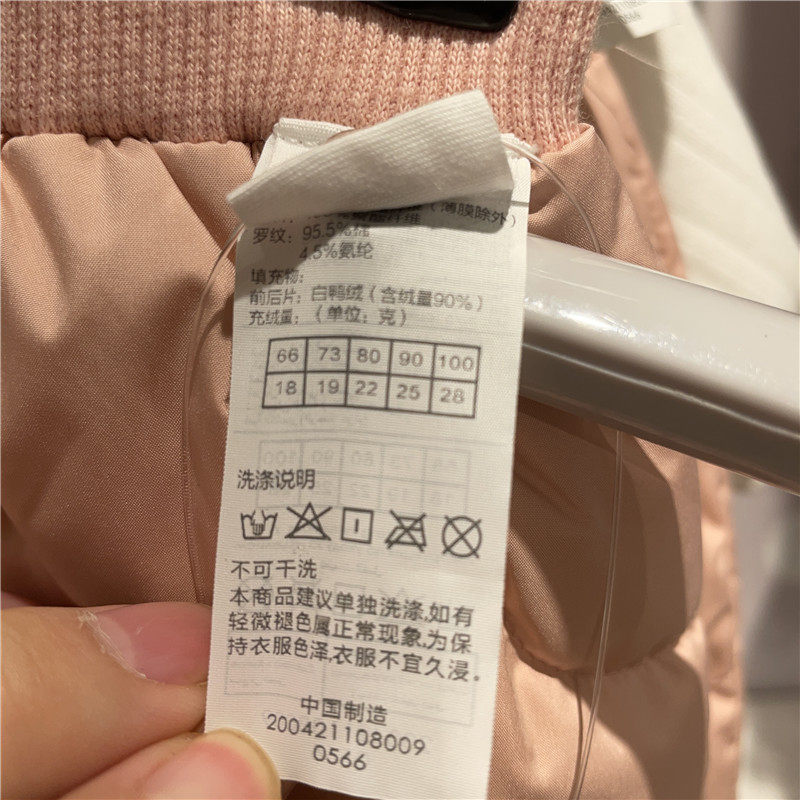 （薄膜除外）
罗纹：95.5%棉
4.5%氨纶
填充物：
前后片：白鸭绒（含绒量90%）
充绒量：（单位：克）
66 73 80 90 100
18 19 22 25 28
洗涤说明
不可干洗
本商品建议单独洗涤,如有
轻微褪色属正常现象,为保
持衣服色泽,衣服不宜久浸。
中国制造
200421108009
0566